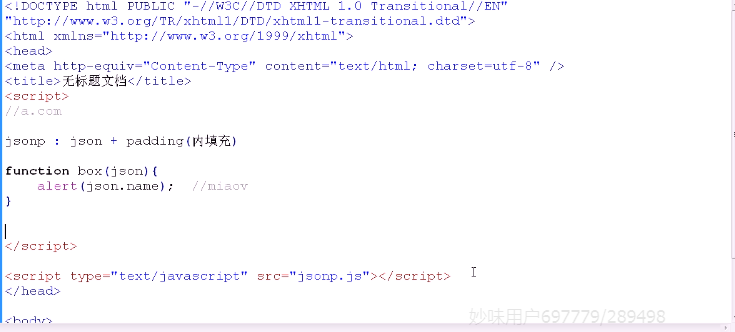 <!DOCTYPE html PUBLIC "-//W3C//DTD XHTML 1.0 Transitional//EN"
"http://www.w3.org/TR/xhtml1/DTD/xhtml1-transitional.dtd">
<html xmlns="http://www.w3.org/1999/xhtml">
<head>
<meta http-equiv="Content-Type" content="text/html; charset=utf-8" />
<title>无标题文档</title>
<script>
//a.com
jsonp : json + padding(内填充)
function box(json){
    alert(json.name);  //miaov
}
</script>
<script type="text/javascript" src="jsonp.js"></script>
</head>
<body>
妙味用户697779/289498